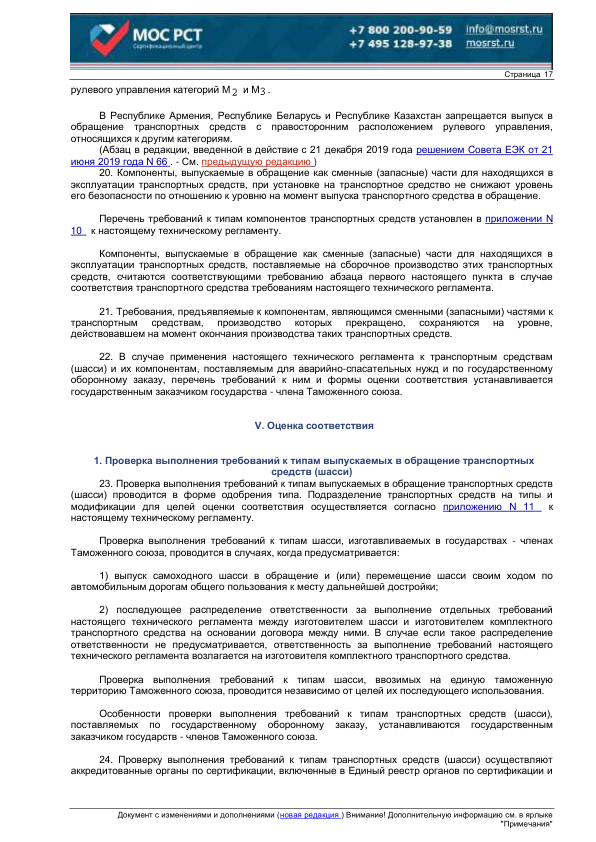 МОС РСТ
Сертификационный центр
+7 800 200-90-59 info@mosrst.ru
+7 495 128-97-38 mosrst.ru
Страница 17
рулевого управления категорий М2 и М3 .
В Республике Армения, Республике Беларусь и Республике Казахстан запрещается выпуск в
обращение транспортных средств с правосторонним расположением рулевого управления,
относящихся к другим категориям.
(Абзац в редакции, введенной в действие с 21 декабря 2019 года решением Совета ЕЭК от 21
июня 2019 года N 66 . - См. предыдущую редакцию )
20. Компоненты, выпускаемые в обращение как сменные (запасные) части для находящихся в
эксплуатации транспортных средств, при установке на транспортное средство не снижают уровень
его безопасности по отношению к уровню на момент выпуска транспортного средства в обращение.
Перечень требований к типам компонентов транспортных средств установлен в приложении N
10 к настоящему техническому регламенту.
Компоненты, выпускаемые в обращение как сменные (запасные) части для находящихся в
эксплуатации транспортных средств, поставляемые на сборочное производство этих транспортных
средств, считаются соответствующими требованию абзаца первого настоящего пункта в случае
соответствия транспортного средства требованиям настоящего технического регламента.
21. Требования, предъявляемые к компонентам, являющимся сменными (запасными) частями к
транспортным средствам, производство которых прекращено, сохраняются на уровне,
действовавшем на момент окончания производства таких транспортных средств.
22. В случае применения настоящего технического регламента к транспортным средствам
(шасси) и их компонентам, поставляемым для аварийно-спасательных нужд и по государственному
оборонному заказу, перечень требований к ним и формы оценки соответствия устанавливается
государственным заказчиком государства - члена Таможенного союза.
V. Оценка соответствия
1. Проверка выполнения требований к типам выпускаемых в обращение транспортных
средств (шасси)
23. Проверка выполнения требований к типам выпускаемых в обращение транспортных средств
(шасси) проводится в форме одобрения типа. Подразделение транспортных средств на типы и
модификации для целей оценки соответствия осуществляется согласно приложению N 11 к
настоящему техническому регламенту.
Проверка выполнения требований к типам шасси, изготавливаемых в государствах - членах
Таможенного союза, проводится в случаях, когда предусматривается:
1) выпуск самоходного шасси в обращение и (или) перемещение шасси своим ходом по
автомобильным дорогам общего пользования к месту дальнейшей достройки;
2) последующее распределение ответственности за выполнение отдельных требований
настоящего технического регламента между изготовителем шасси и изготовителем комплектного
транспортного средства на основании договора между ними. В случае если такое распределение
ответственности не предусматривается, ответственность за выполнение требований настоящего
технического регламента возлагается на изготовителя комплектного транспортного средства.
Проверка выполнения требований к типам шасси, ввозимых на единую таможенную
территорию Таможенного союза, проводится независимо от целей их последующего использования.
Особенности проверки выполнения требований к типам транспортных средств (шасси),
поставляемых по государственному оборонному заказу, устанавливаются государственным
заказчиком государств - членов Таможенного союза.
24. Проверку выполнения требований к типам транспортных средств (шасси) осуществляют
аккредитованные органы по сертификации, включенные в Единый реестр органов по сертификации и
Документ с изменениями и дополнениями (новая редакция ) Внимание! Дополнительную информацию см. в ярлыке
"Примечания"